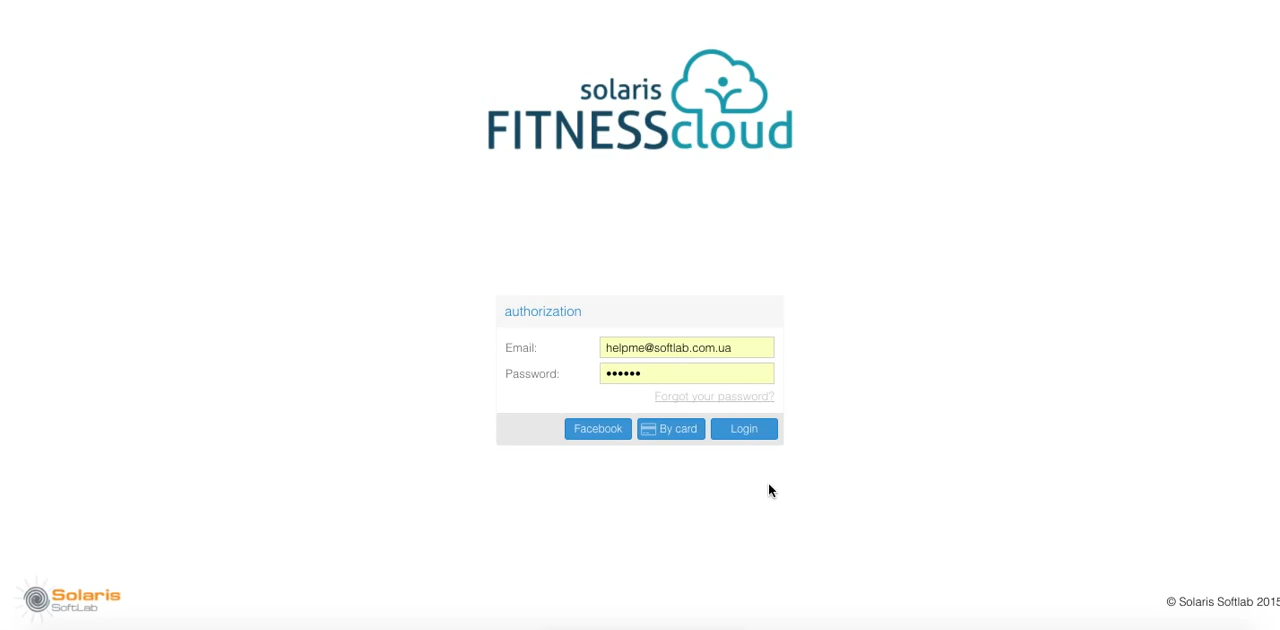 solaris
FITNESScloud
authorization
Email: helpme@softlab.com.ua
Password: ••••••
Forgot your password?
Facebook By card Login
Solaris
SoftLab
© Solaris Softlab 2015